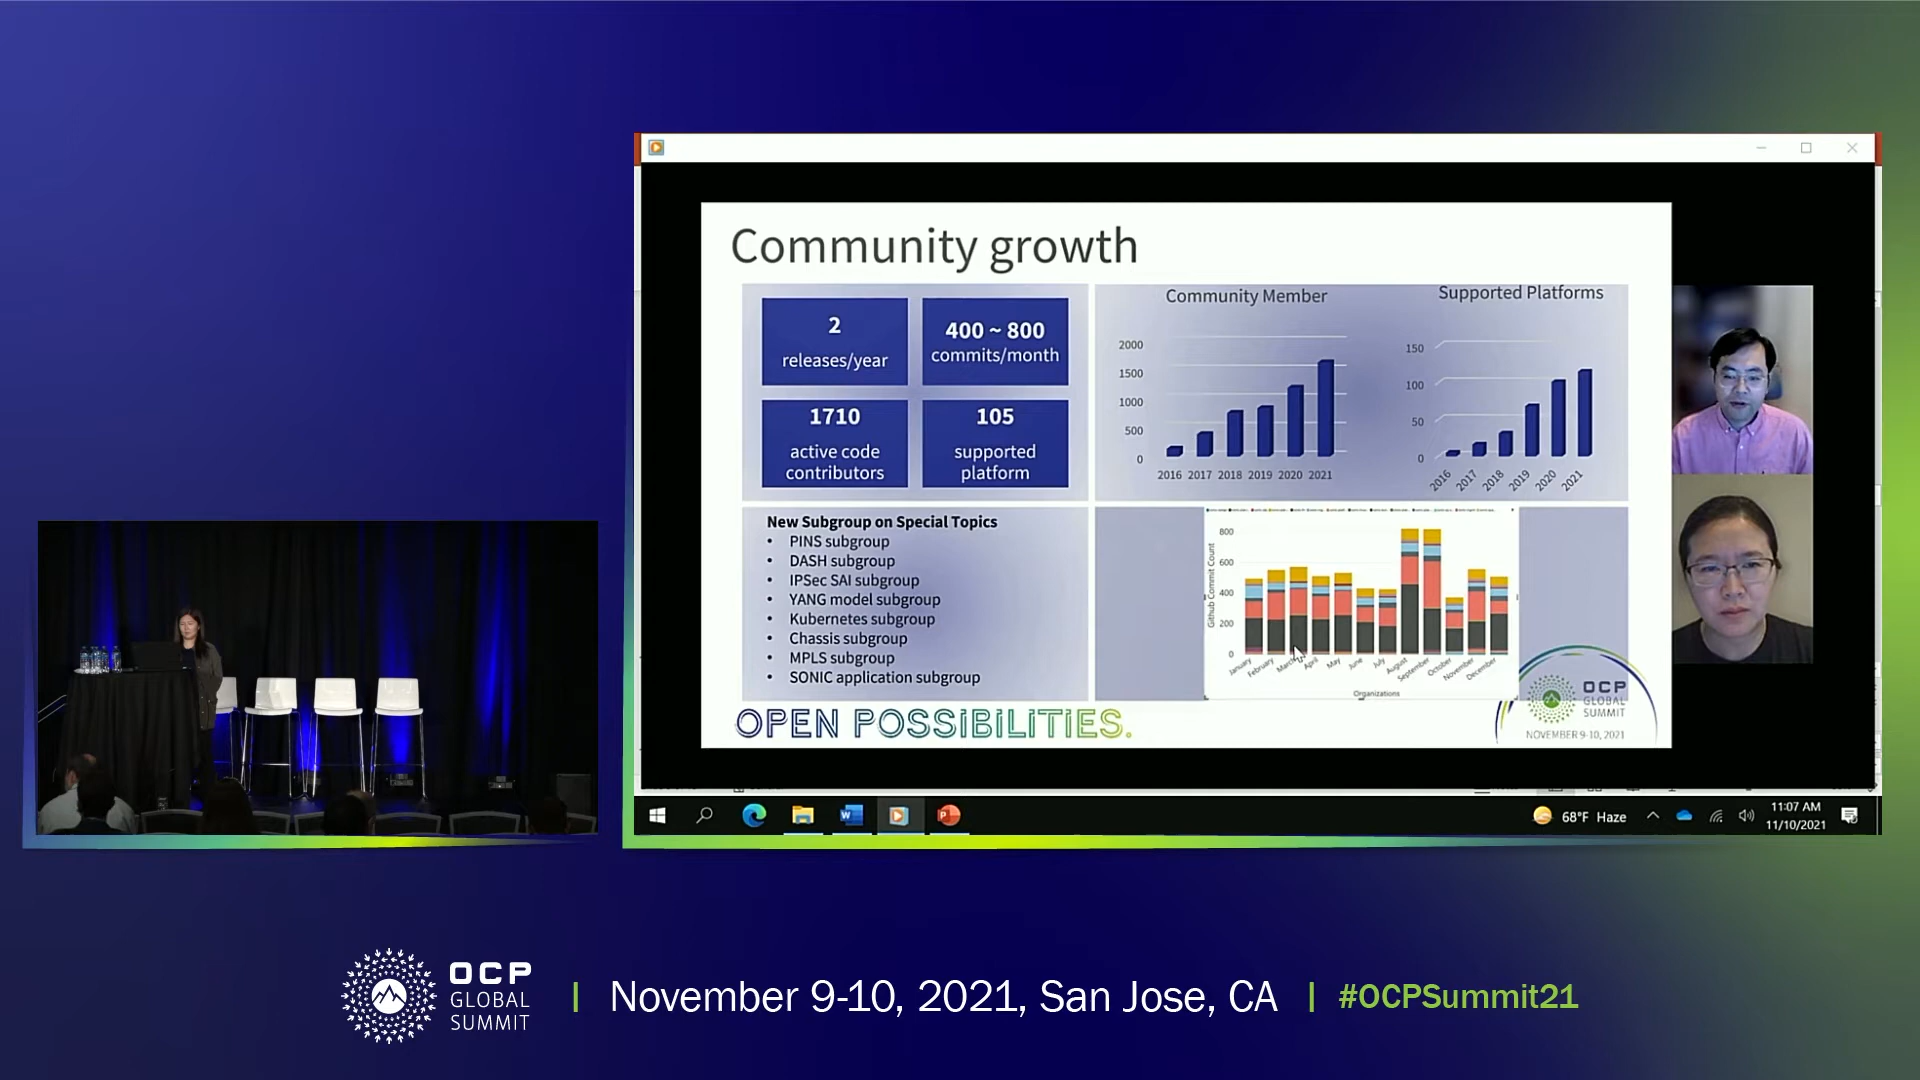 Community growth
2
releases/year
400 ~ 800
commits/month
1710
active code
contributors
105
supported
platform
Community Member
2000
1500
1000
500
0
2016 2017 2018 2019 2020 2021
Supported Platforms
150
100
50
0
2016 2017 2018 2019 2020 2021
New Subgroup on Special Topics
• PINS subgroup
• DASH subgroup
• IPSec SAI subgroup
• YANG model subgroup
• Kubernetes subgroup
• Chassis subgroup
• MPLS subgroup
• SONIC application subgroup
Github Commit Count
800
600
400
200
0
January February March April May June July August September October November December
Organizations
OPEN POSSIBILITIES.
OCP
GLOBAL
SUMMIT
NOVEMBER 9-10, 2021
68°F Haze
11:07 AM
11/10/2021
OCP
GLOBAL
SUMMIT
| November 9-10, 2021, San Jose, CA | #OCPSummit21